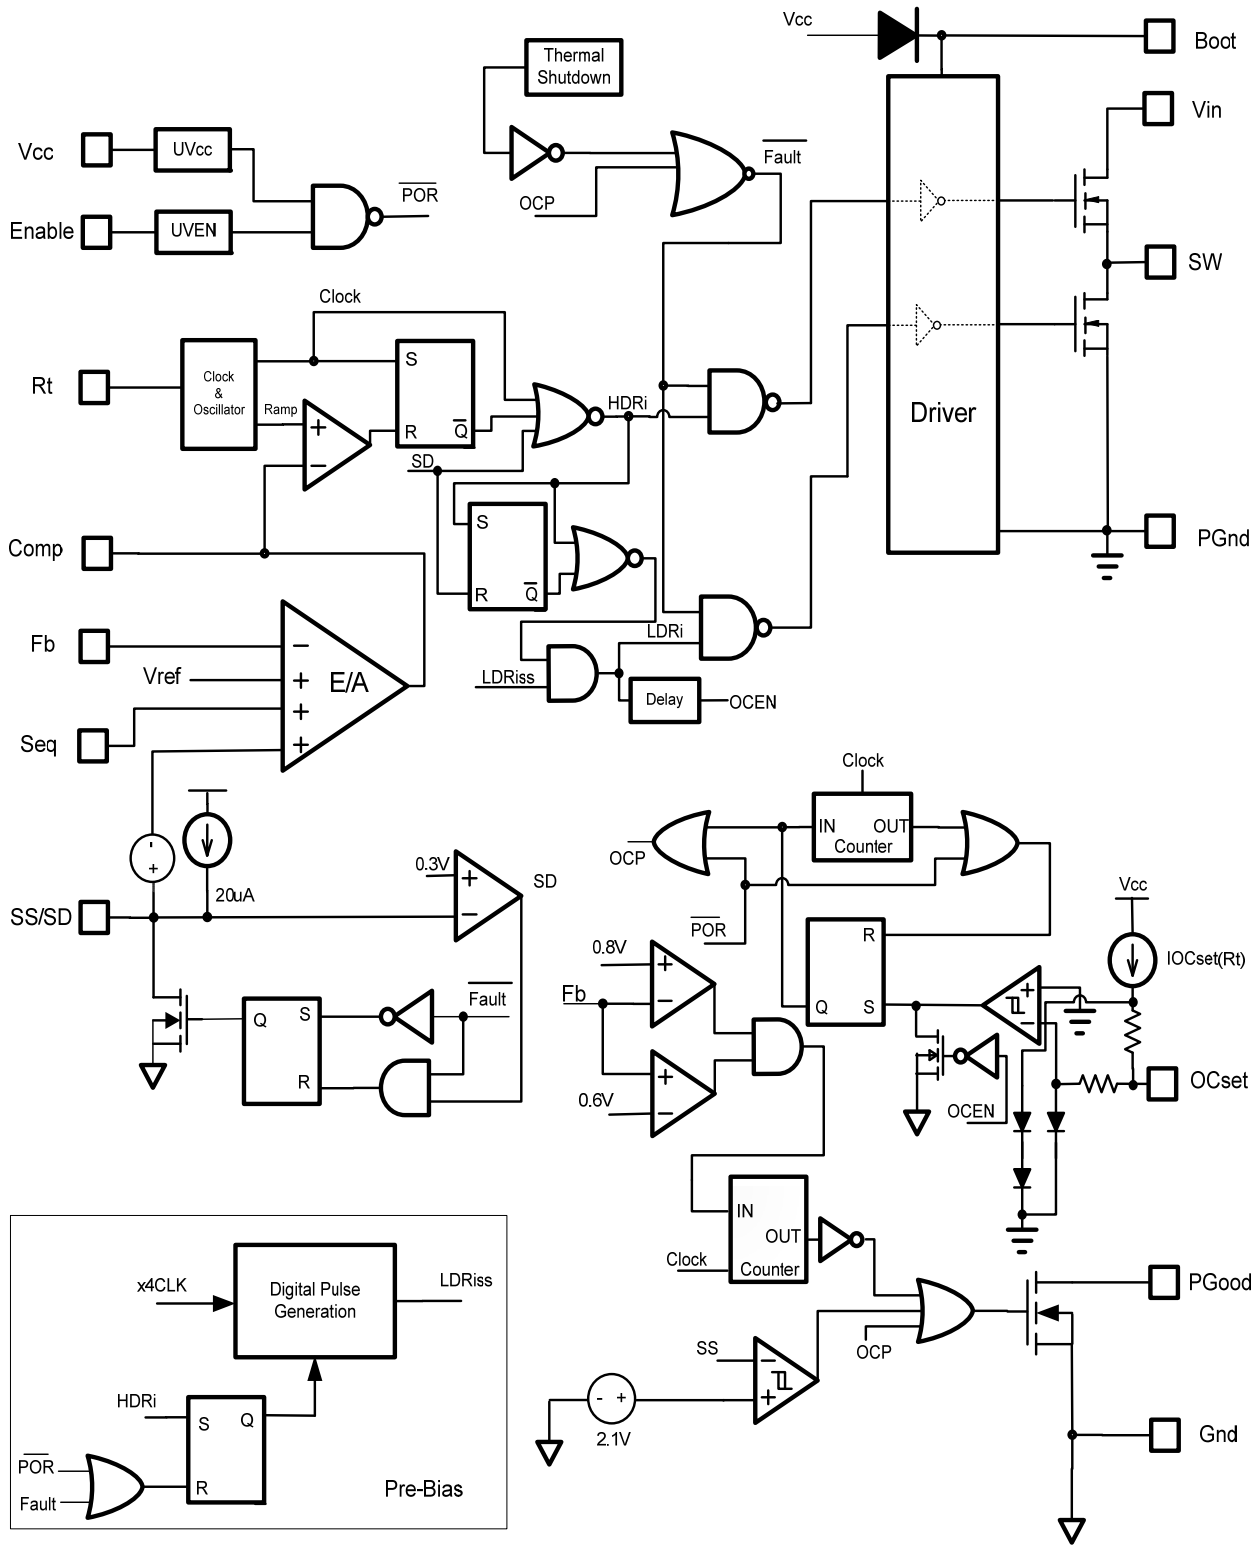 Vcc
Boot
Thermal
Shutdown
Vin
Vcc
UVcc
POR
Fault
OCP
Enable
UVEN
SW
Clock
Rt
Clock
&
Oscillator
Ramp
+
−
S
R
Q
HDRi
SD
Driver
S
R
Q
Comp
PGnd
Fb
Vref
Seq
−
+
+
+
E/A
LDRi
LDRiss
Delay
OCEN
Clock
IN
OUT
Counter
OCP
POR
-
+
20uA
SS/SD
0.3V
+
−
SD
0.8V
Fb
+
−
+
−
0.6V
R
Q
S
Vcc
IOCset(Rt)
+
−
OCset
OCEN
Fault
Q
S
R
IN
OUT
Clock
Counter
x4CLK
Digital Pulse
Generation
LDRiss
HDRi
S
Q
R
POR
Fault
Pre-Bias
SS
−
+
-
+
2.1V
OCP
PGood
Gnd